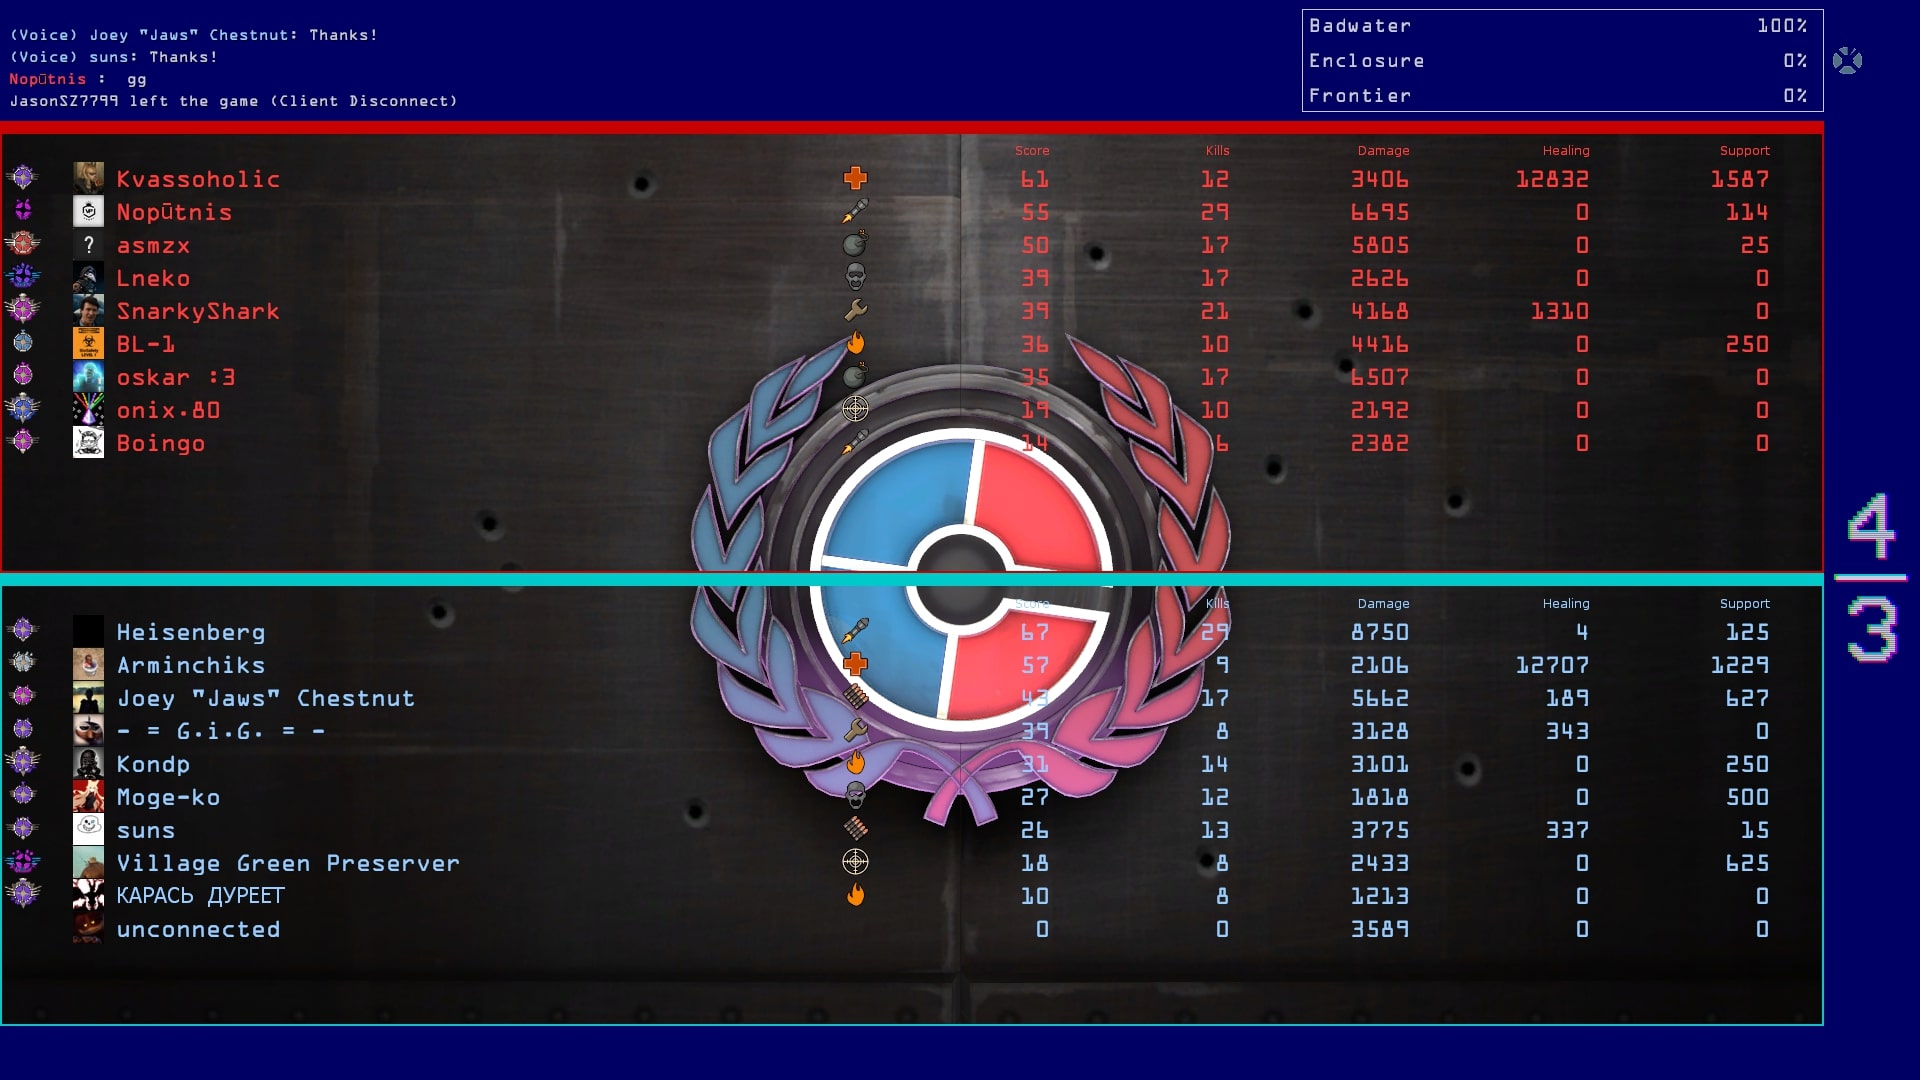 (Voice) Joey "Jaws" Chestnut: Thanks!
(Voice) suns: Thanks!
Nopūtnis : gg
JasonSZ7799 left the game (Client Disconnect)
Badwater 100%
Enclosure 0%
Frontier 0%
Score Kills Damage Healing Support
Kvassoholic 61 12 3406 12832 1587
Nopūtnis 55 29 6695 0 114
? asmzx 50 17 5805 0 25
Lneko 39 17 2626 0 0
SnarkyShark 39 21 4168 1310 0
BL-1 36 10 4416 0 250
oskar :3 35 17 6507 0 0
onix.80 19 10 2192 0 0
Boingo 14 6 2382 0 0
4
3
Score Kills Damage Healing Support
Heisenberg 67 29 8750 4 125
Arminchiks 57 9 2106 12707 1229
Joey "Jaws" Chestnut 43 17 5662 189 627
- = G.i.G. = - 39 8 3128 343 0
Kondp 31 14 3101 0 250
Moge-ko 27 12 1818 0 500
suns 26 13 3775 337 15
Village Green Preserver 18 8 2433 0 625
КАРАСЬ ДУРЕЕТ 10 8 1213 0 0
unconnected 0 0 3589 0 0